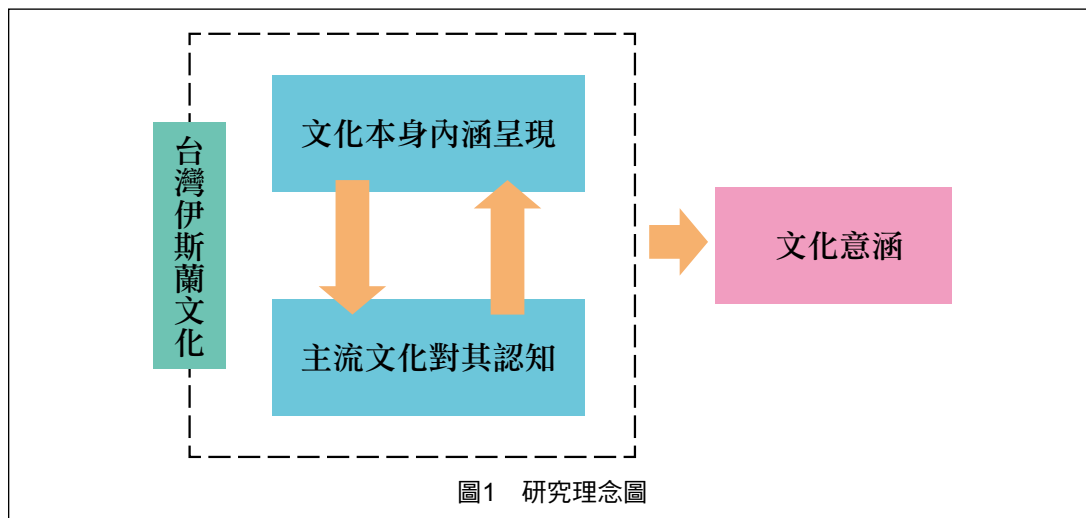 台灣伊斯蘭文化
文化本身內涵呈現
主流文化對其認知
文化意涵
圖1 研究理念圖